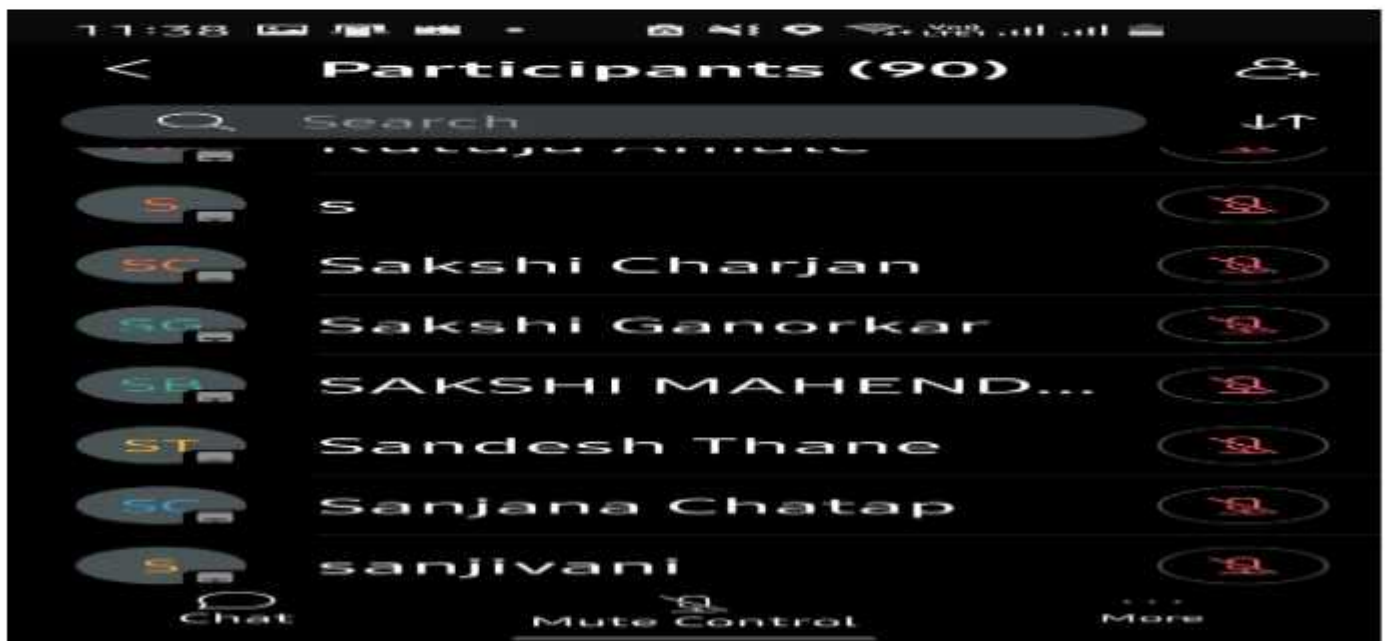 11:38
Participants (90)
Search
S s
SC Sakshi Charjan
SG Sakshi Ganorkar
SB SAKSHI MAHEND...
ST Sandesh Thane
SC Sanjana Chatap
S sanjivani
Chat Mute Control More